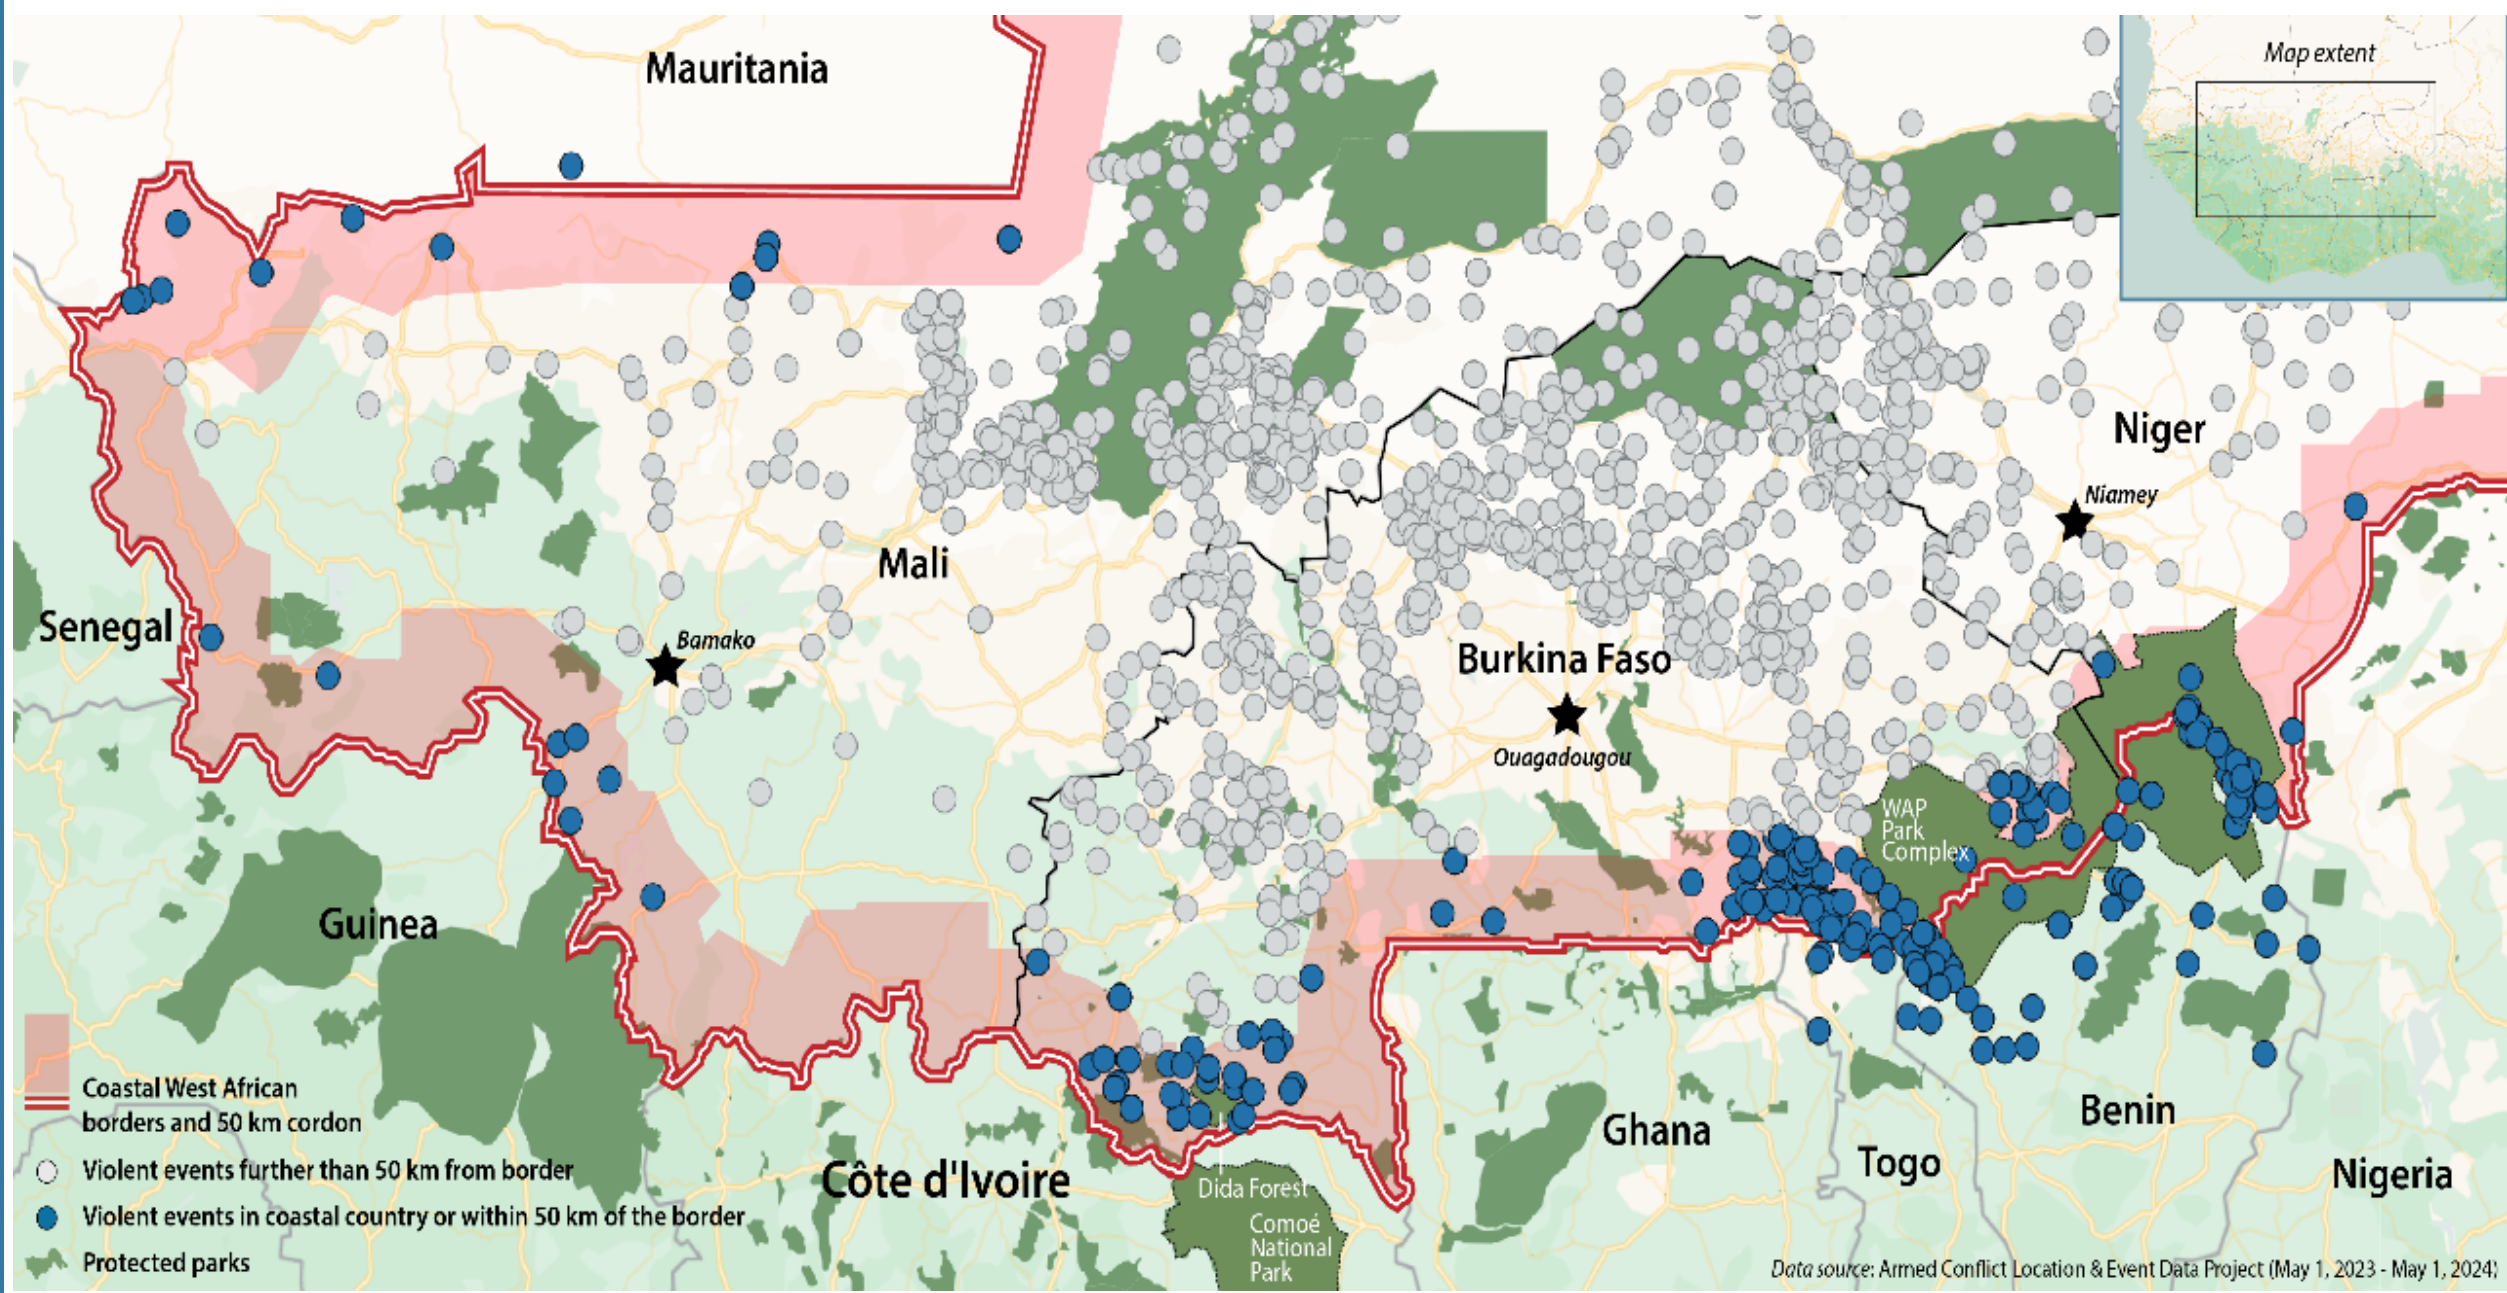 Map extent
Mauritania
Niger
Niamey
Mali
Senegal
Bamako
Burkina Faso
Ouagadougou
WAP
Park
Complex
Guinea
Coastal West African
borders and 50 km cordon
Violent events further than 50 km from border
Violent events in coastal country or within 50 km of the border
Protected parks
Côte d'Ivoire
Dida Forest
Comoé
National
Park
Ghana
Togo
Benin
Nigeria
Data source: Armed Conflict Location & Event Data Project (May 1, 2023 - May 1, 2024)